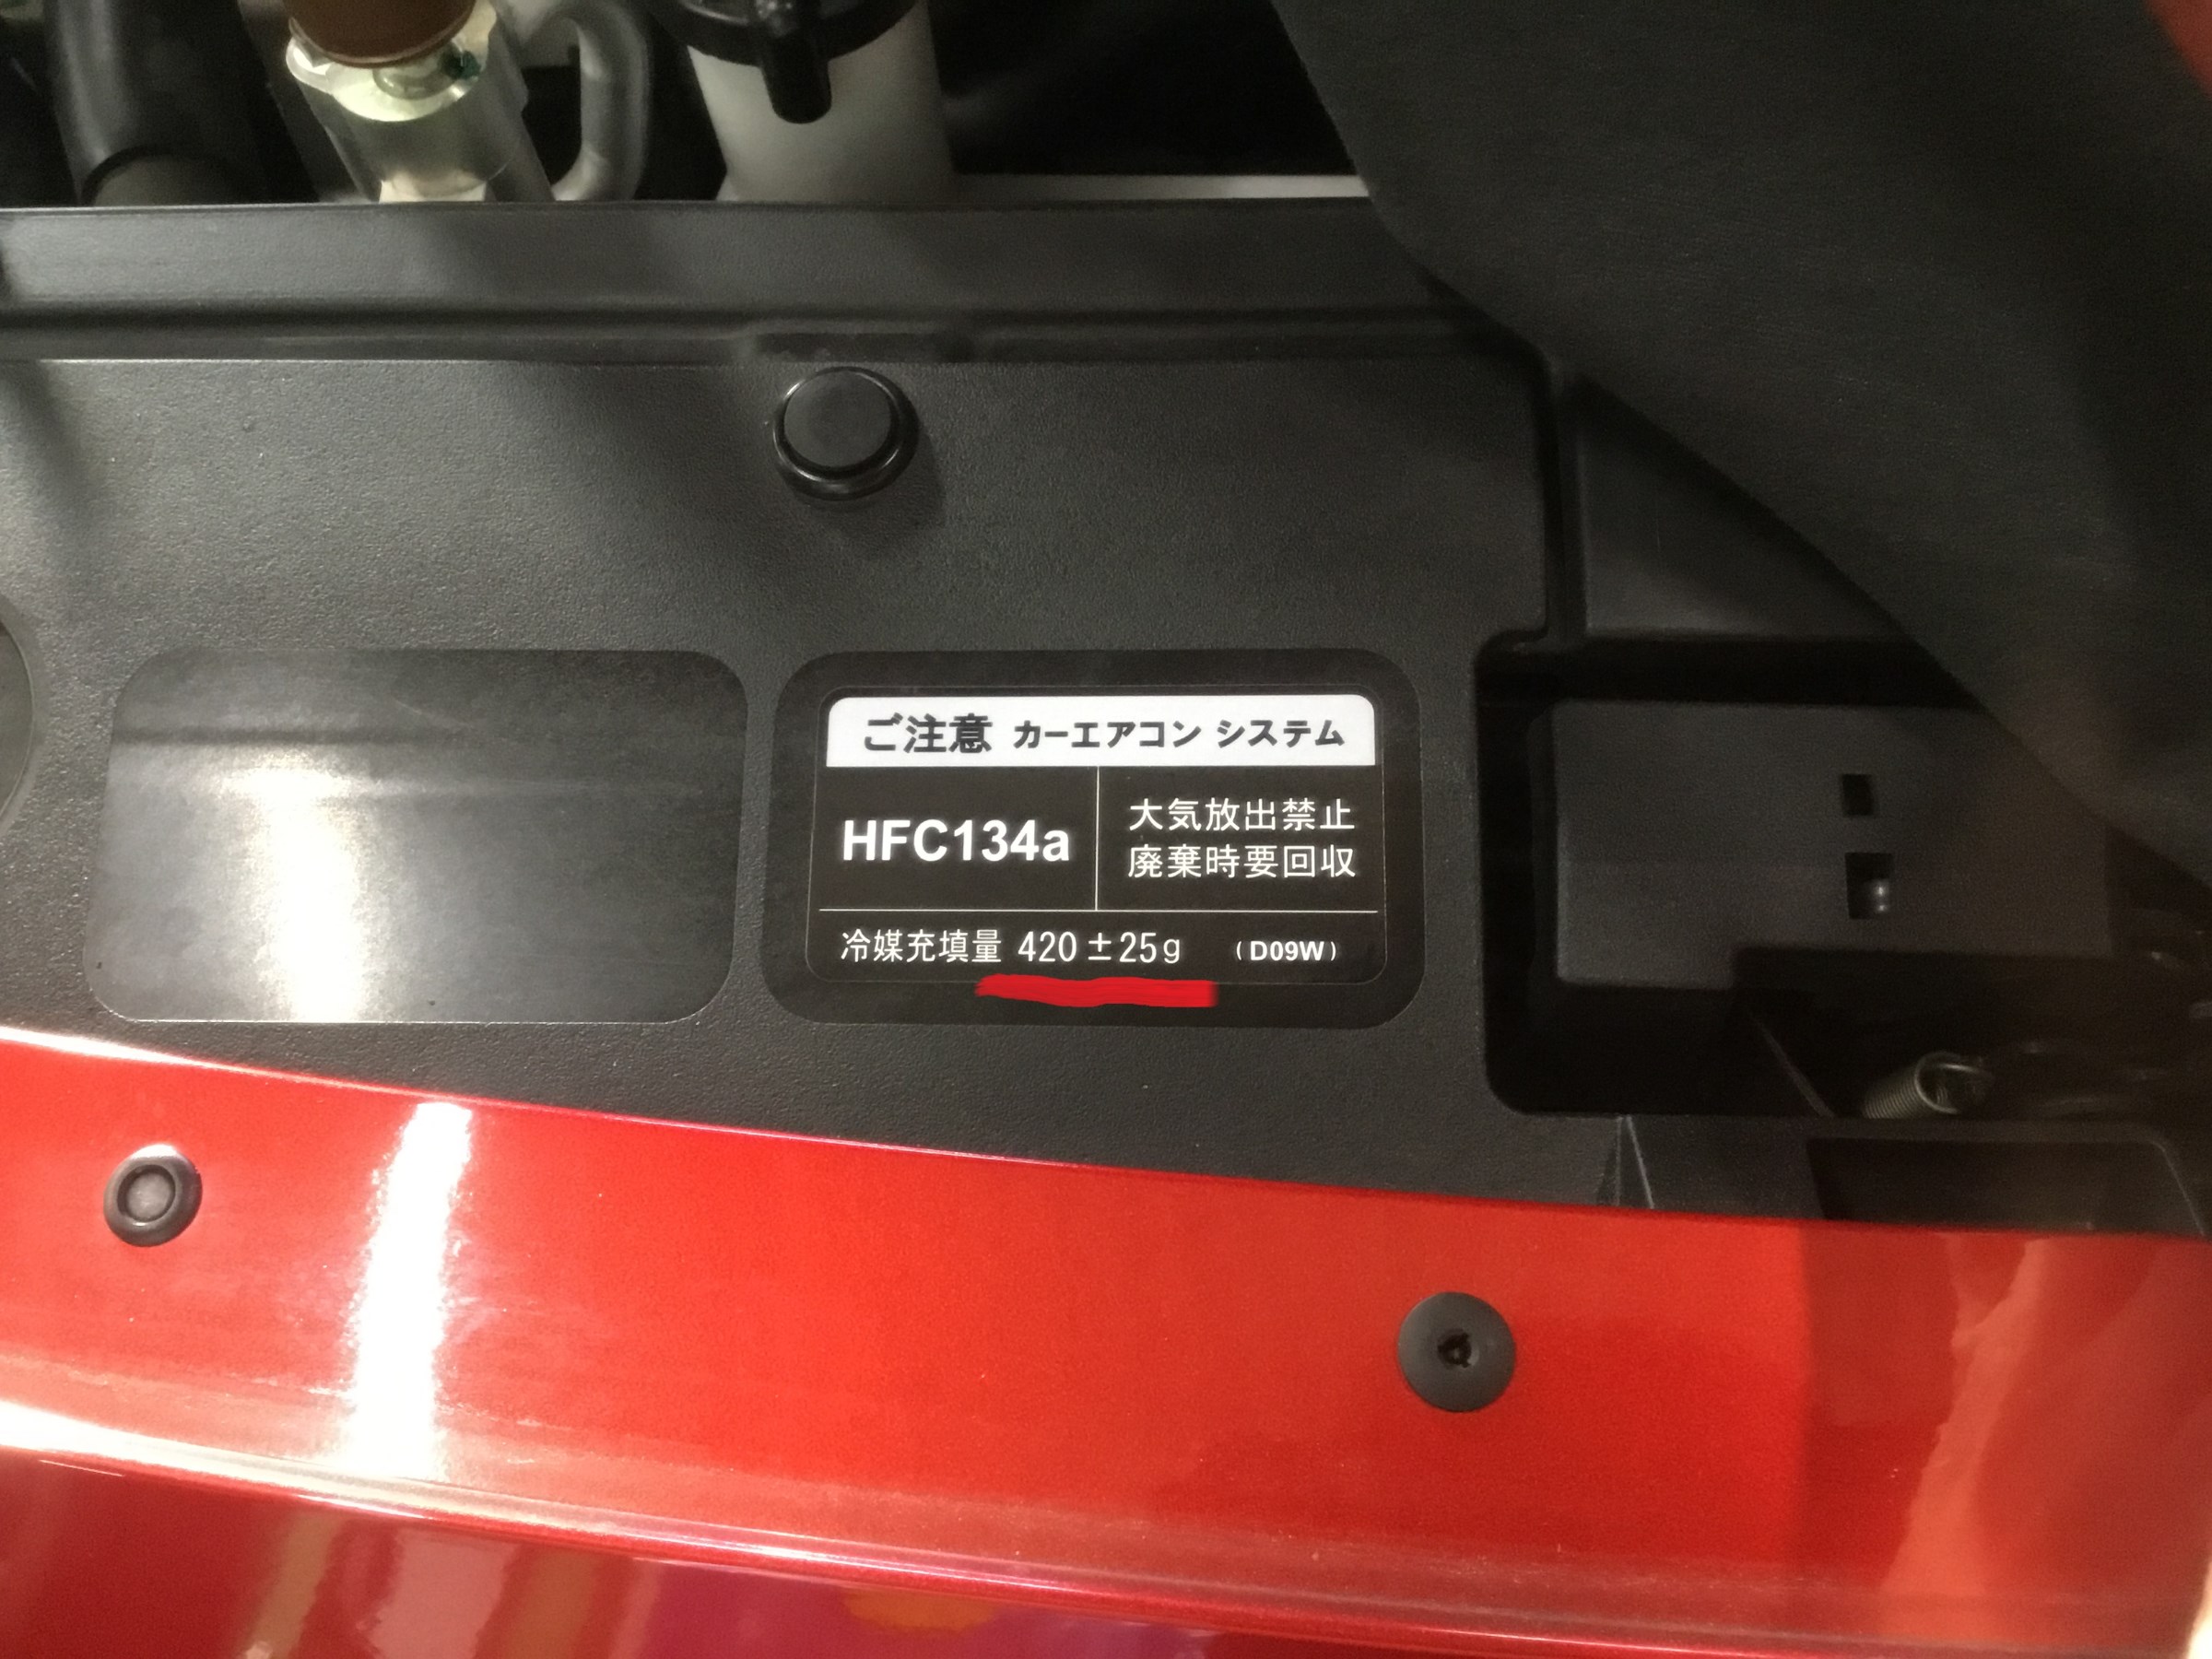 ご注意 カーエアコン システム
HFC134a
大気放出禁止
廃棄時要回収
冷媒充填量 420±25g (D09W)